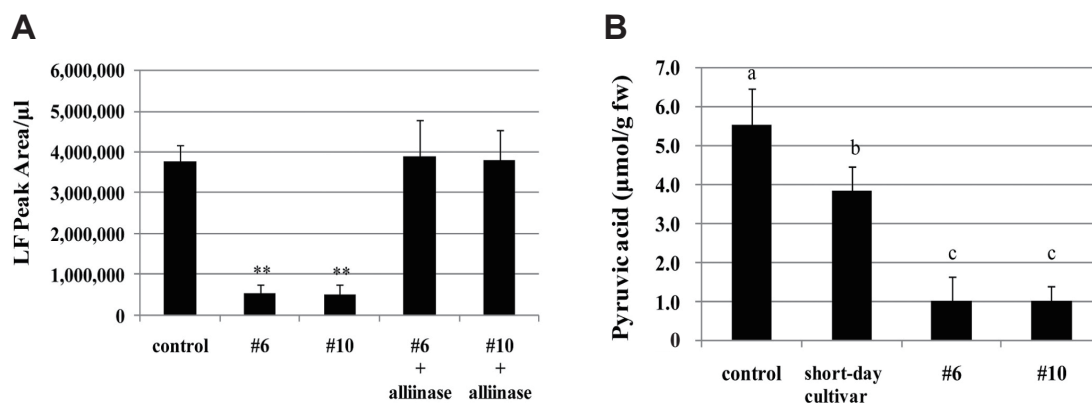 A
LF Peak Area/µl
6,000,000
5,000,000
4,000,000
3,000,000
2,000,000
1,000,000
0
** **
control #6 #10 #6 #10
+ +
alliinase alliinase
B
Pyruvic acid (µmol/g fw)
7.0
6.0
5.0
4.0
3.0
2.0
1.0
0
a
b
c c
control short-day #6 #10
cultivar